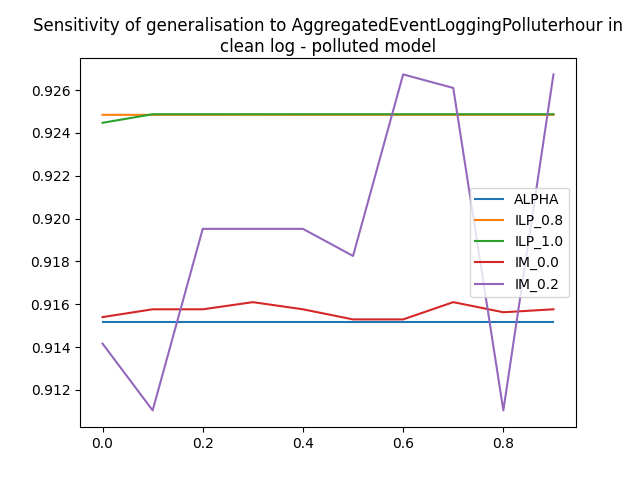 Sensitivity of generalisation to AggregatedEventLoggingPolluterhour in
clean log - polluted model
0.926
0.924
0.922
0.920
0.918
0.916
0.914
0.912
ALPHA
ILP_0.8
ILP_1.0
IM_0.0
IM_0.2
0.0
0.2
0.4
0.6
0.8